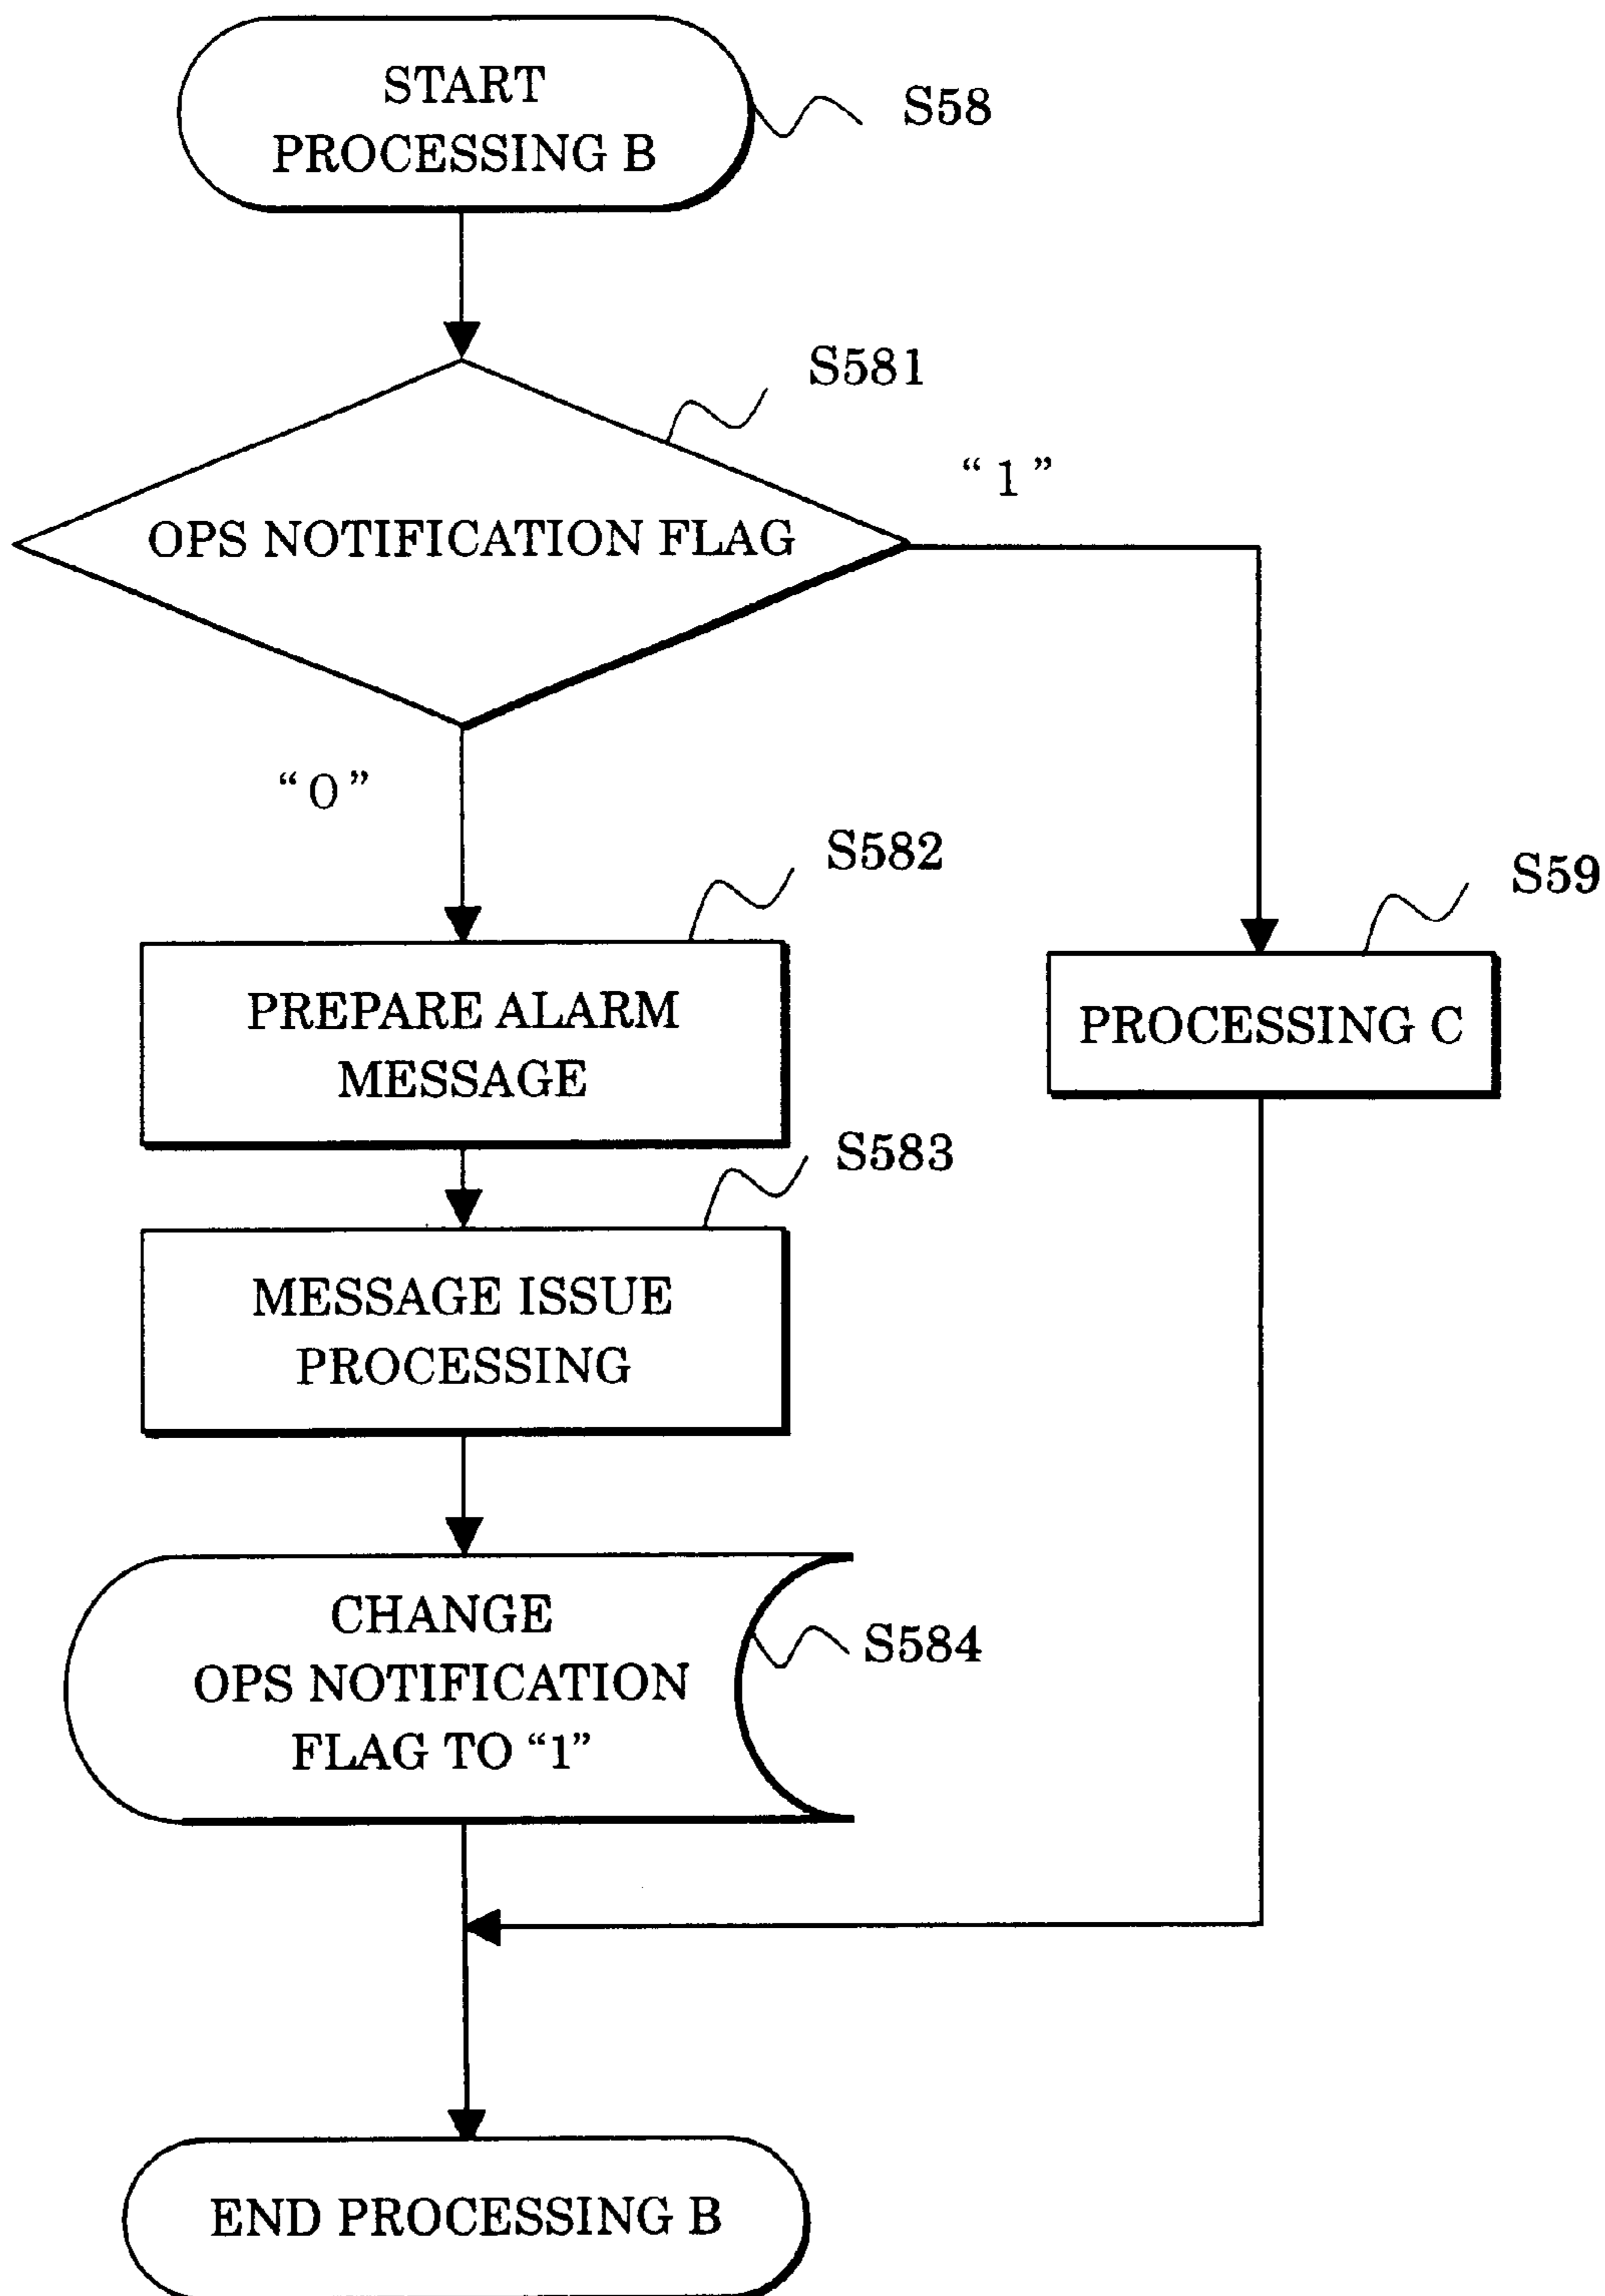 START
PROCESSING B
S58
S581
OPS NOTIFICATION FLAG
“1”
“0”
S582
PREPARE ALARM
MESSAGE
S59
PROCESSING C
S583
MESSAGE ISSUE
PROCESSING
CHANGE
OPS NOTIFICATION
FLAG TO “1”
S584
END PROCESSING B